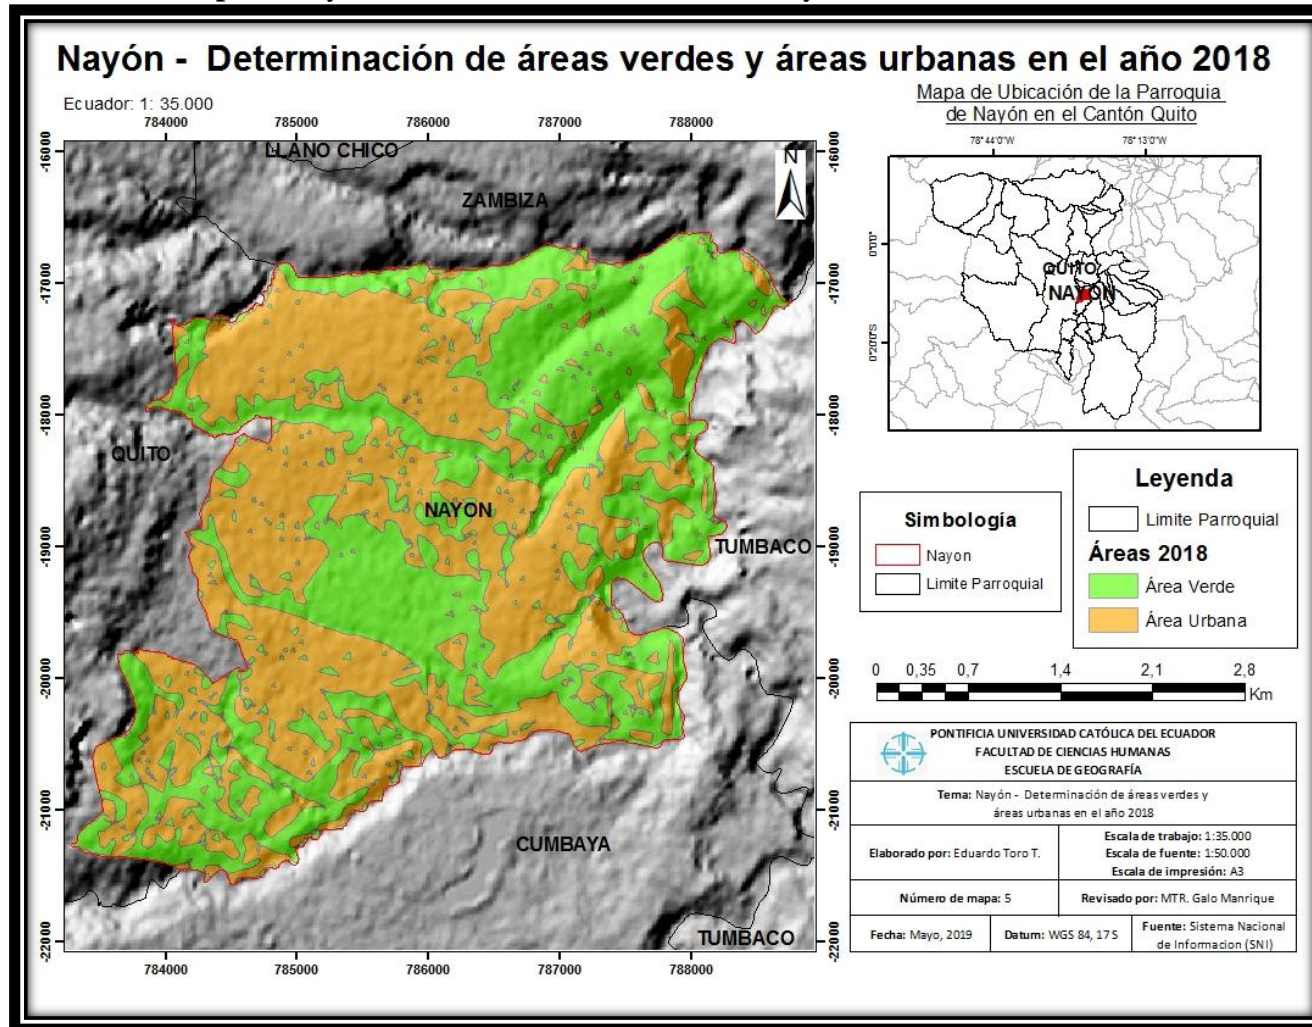 Nayón - Determinación de áreas verdes y áreas urbanas en el año 2018
Ecuador: 1: 35.000
784000 785000 786000 787000 788000
-16000
-17000
-18000
-19000
-20000
-21000
-22000
LLANO CHICO
ZAMBIZA
N
QUITO
NAYON
TUMBACO
CUMBAYA
TUMBACO
-16000
-17000
-18000
-19000
-20000
-21000
-22000
784000 785000 786000 787000 788000
Mapa de Ubicación de la Parroquia
de Nayón en el Cantón Quito
78°44'0"W 78°13'0"W
0°0'0"
0°20'0"S
QUITO
NAYON
Simbología
Nayon
Limite Parroquial
Leyenda
Limite Parroquial
Áreas 2018
Área Verde
Área Urbana
0 0,35 0,7 1,4 2,1 2,8
Km
PONTIFICIA UNIVERSIDAD CATÓLICA DEL ECUADOR
FACULTAD DE CIENCIAS HUMANAS
ESCUELA DE GEOGRAFÍA
Tema: Nayón - Determinación de áreas verdes y
áreas urbanas en el año 2018
Elaborado por: Eduardo Toro T.
Escala de trabajo: 1:35.000
Escala de fuente: 1:50.000
Escala de impresión: A3
Número de mapa: 5
Revisado por: MTR. Galo Manrique
Fecha: Mayo, 2019
Datum: WGS 84, 17 S
Fuente: Sistema Nacional
de Informacion (SNI)